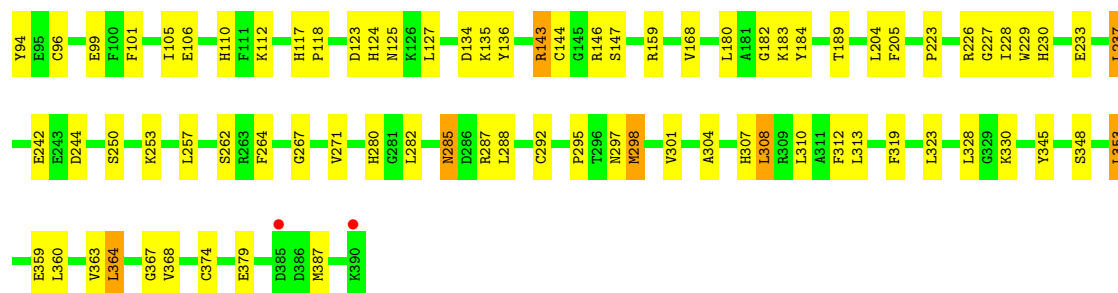 Y94 E95 C96 E99 F100 F101 I105 E106 H110 F111 K112 H117 P118 D123 H124 N125 K126 L127 D134 K135 Y136 R143 C144 G145 R146 S147 R159 V168 L180 A181 G182 K183 Y184 T189 L204 F205 P223 R226 G227 I228 W229 H230 E233 L237
E242 E243 D244 S250 K253 L257 S262 R263 F264 G267 V271 H280 G281 L282 N285 D286 R287 L288 C292 P295 T296 N297 M298 V301 A304 H307 L308 R309 L310 A311 F312 L313 F319 L323 L328 G329 K330 Y345 S348 L353
E359 L360 V363 L364 G367 V368 C374 E379 D385 D386 M387 K390